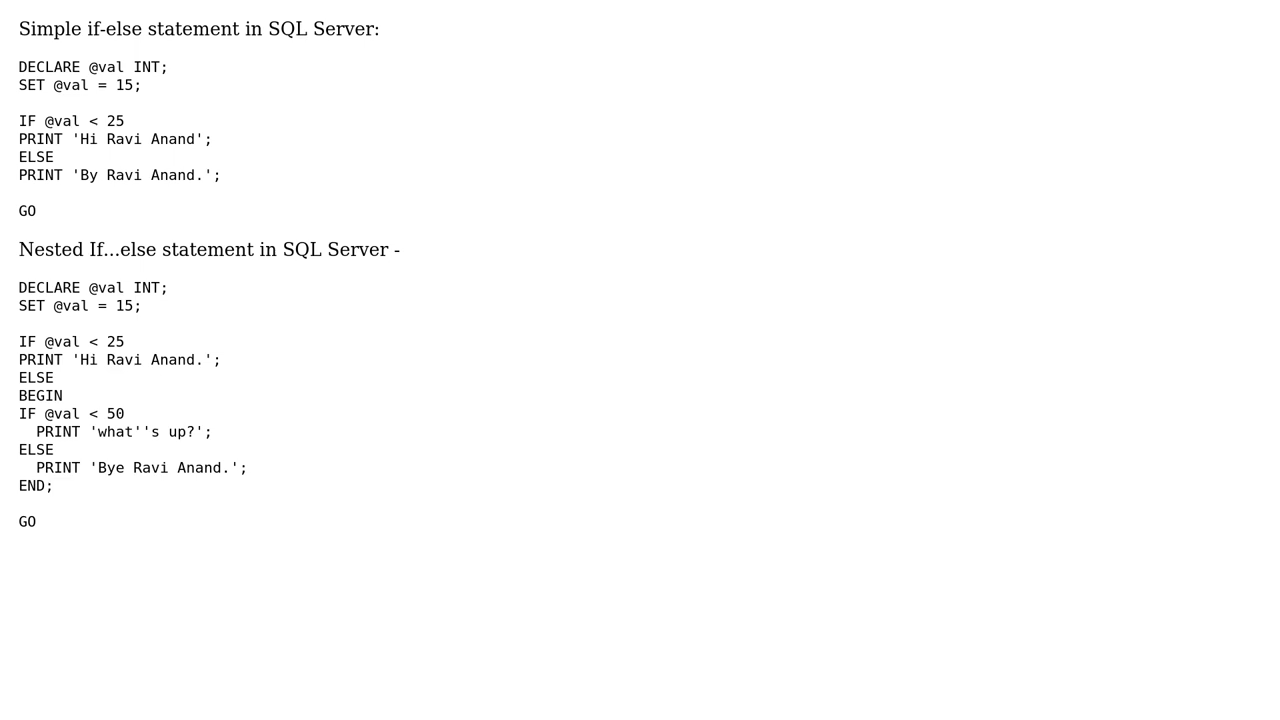 Simple if-else statement in SQL Server:
DECLARE @val INT;
SET @val = 15;
IF @val < 25
PRINT 'Hi Ravi Anand';
ELSE
PRINT 'By Ravi Anand.';
GO
Nested If...else statement in SQL Server -
DECLARE @val INT;
SET @val = 15;
IF @val < 25
PRINT 'Hi Ravi Anand.';
ELSE
BEGIN
IF @val < 50
  PRINT 'what''s up?';
ELSE
  PRINT 'Bye Ravi Anand.';
END;
GO